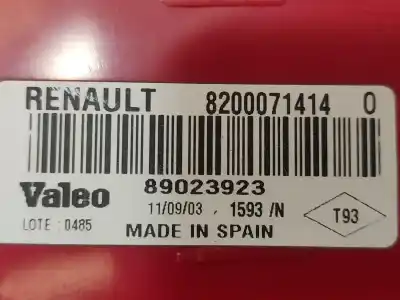 RENAULT 8200071414 0
89023923
Valeo 11/09/03 1593 /N T93
LOTE : 0485 MADE IN SPAIN